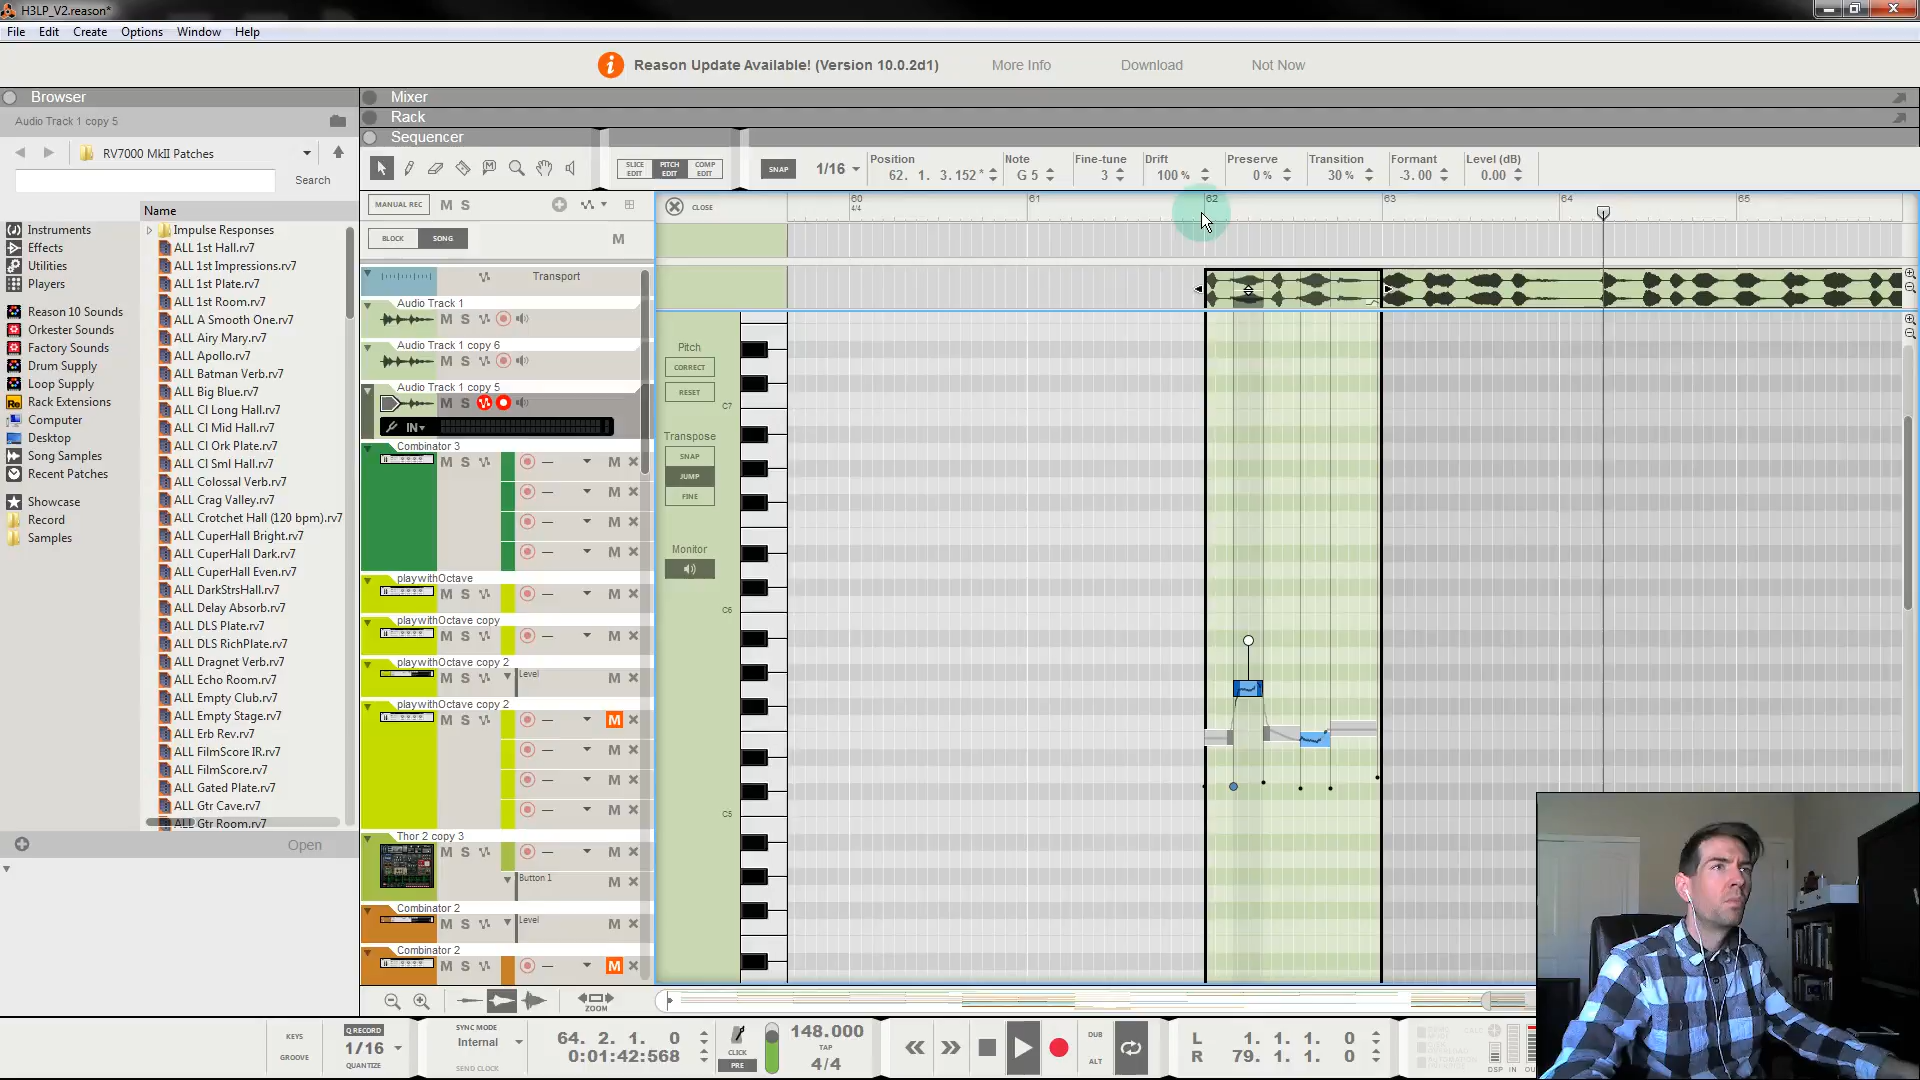 H3LP_V2.reason*
File Edit Create Options Window Help
Reason Update Available! (Version 10.0.2d1) More Info Download Not Now
Browser
Mixer
Rack
Sequencer
Audio Track 1 copy 5
RV7000 MkII Patches
Search
Name
Instruments
Effects
Utilities
Players
Reason 10 Sounds
Orkester Sounds
Factory Sounds
Drum Supply
Loop Supply
Rack Extensions
Computer
Desktop
Song Samples
Recent Patches
Showcase
Record
Samples
Impulse Responses
ALL 1st Hall.rv7
ALL 1st Impressions.rv7
ALL 1st Plate.rv7
ALL 1st Room.rv7
ALL A Smooth One.rv7
ALL Airy Mary.rv7
ALL Apollo.rv7
ALL Batman Verb.rv7
ALL Big Blue.rv7
ALL Cl Long Hall.rv7
ALL Cl Mid Hall.rv7
ALL Cl Ork Plate.rv7
ALL Cl Sml Hall.rv7
ALL Colossal Verb.rv7
ALL Crag Valley.rv7
ALL Crotchet Hall (120 bpm).rv7
ALL CuperHall Bright.rv7
ALL CuperHall Dark.rv7
ALL CuperHall Even.rv7
ALL DarkStrsHall.rv7
ALL Delay Absorb.rv7
ALL DLS Plate.rv7
ALL DLS RichPlate.rv7
ALL Dragnet Verb.rv7
ALL Echo Room.rv7
ALL Empty Club.rv7
ALL Empty Stage.rv7
ALL Erb Rev.rv7
ALL FilmScore IR.rv7
ALL FilmScore.rv7
ALL Gated Plate.rv7
ALL Gtr Cave.rv7
ALL Gtr Room.rv7
Open
SLICE EDIT PITCH EDIT COMP EDIT
SNAP 1/16
Position Note Fine-tune Drift Preserve Transition Formant Level (dB)
62. 1. 3.152 * G 5 3 100 % 0 % 30 % -3.00 0.00
MANUAL REC M S
BLOCK SONG M
CLOSE
60 61 62 63 64 65
4/4
Transport
Audio Track 1
M S
Audio Track 1 copy 6
M S
Audio Track 1 copy 5
M S
IN
Combinator 3
M S M
M
M
M
playwithOctave
M S M
playwithOctave copy
M S M
playwithOctave copy 2
M S Level M
playwithOctave copy 2
M S M
M
M
M
Thor 2 copy 3
M S M
Button 1 M
Combinator 2
M S Level M
Combinator 2
M S M
Pitch
CORRECT
RESET
Transpose
SNAP
JUMP
FINE
Monitor
C7
C6
C5
ZOOM
KEYS
GROOVE
Q RECORD
1/16
QUANTIZE
SYNC MODE
Internal
SEND CLOCK
64. 2. 1. 0
0:01:42:568
CLICK
PRE
148.000
TAP
4/4
DUB
ALT
L 1. 1. 1. 0
R 79. 1. 1. 0
DSP IN